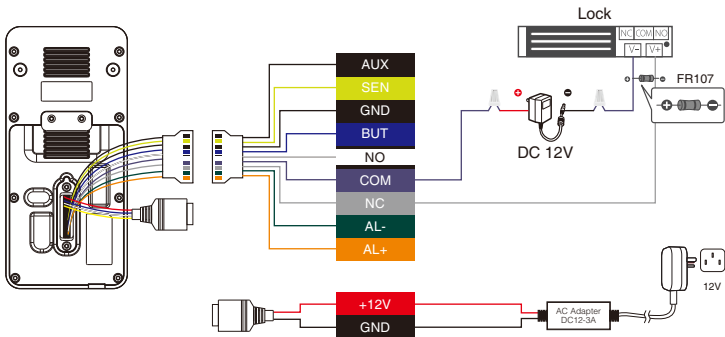 Lock
NC COM NO
V- V+
FR107
DC 12V
AUX
SEN
GND
BUT
NO
COM
NC
AL-
AL+
12V
+12V
GND
AC Adapter
DC12-3A